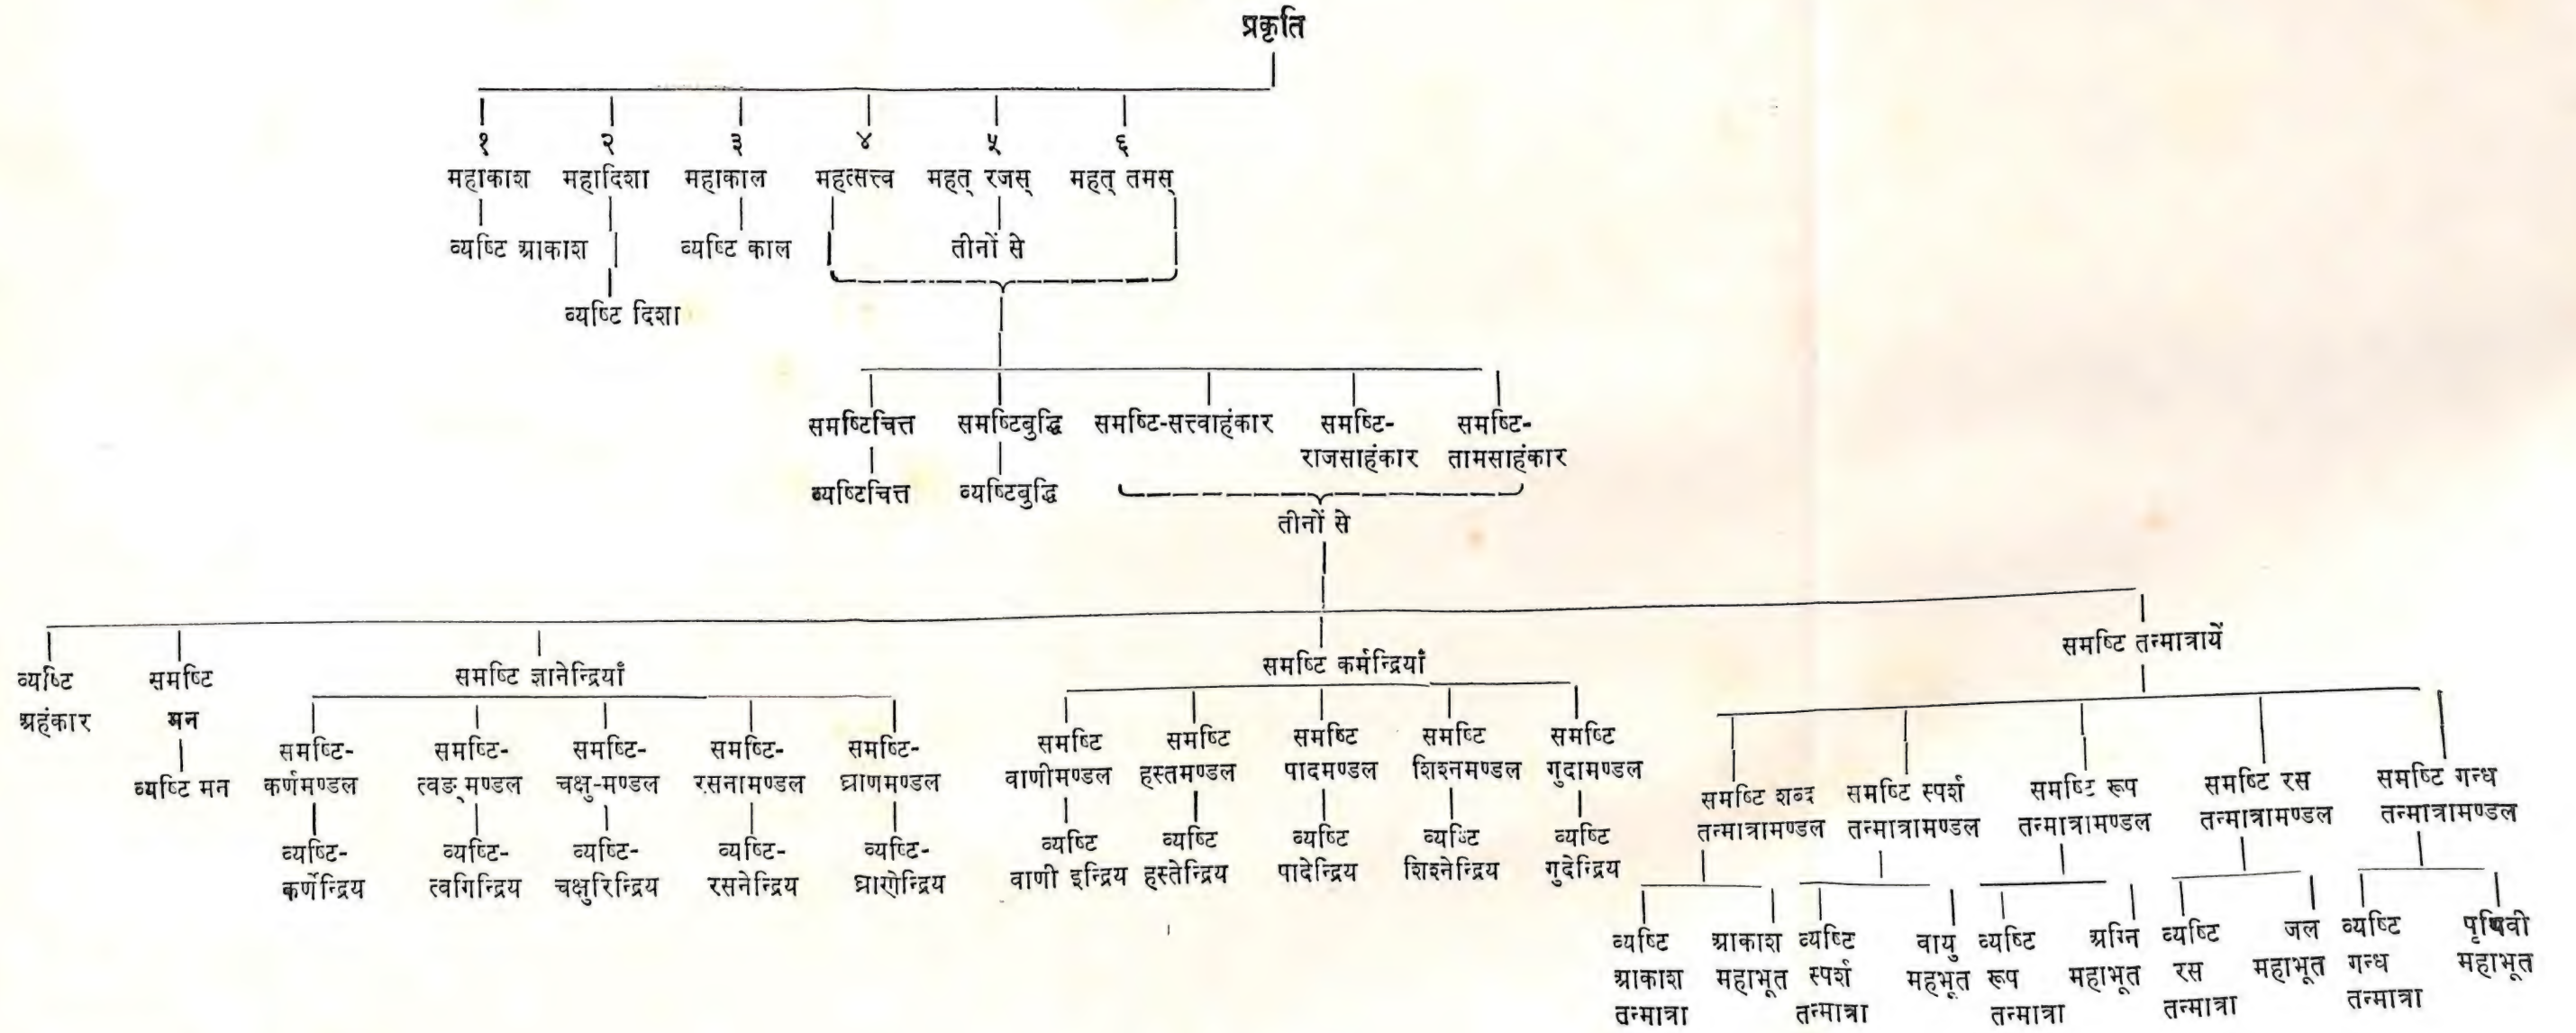 प्रकृति
१ २ ३ ४ ५ ६
महाकाश महादिशा महाकाल महत्सत्त्व महत् रजस् महत् तमस्
व्यष्टि आकाश व्यष्टि काल तीनों से
व्यष्टि दिशा
समष्टिचित्त समष्टिबुद्धि समष्टि-सत्त्वाहंकार समष्टि- समष्टि-
राजसाहंकार तामसाहंकार
व्यष्टिचित्त व्यष्टिबुद्धि
तीनों से
व्यष्टि समष्टि समष्टि ज्ञानेन्द्रियाँ समष्टि कर्मेन्द्रियाँ समष्टि तन्मात्रायें
अहंकार मन
समष्टि- समष्टि- समष्टि- समष्टि- समष्टि- समष्टि समष्टि समष्टि समष्टि समष्टि
व्यष्टि मन कर्णमण्डल त्वङ्मण्डल चक्षु-मण्डल रसनामण्डल घ्राणमण्डल वाणीमण्डल हस्तमण्डल पादमण्डल शिश्नमण्डल गुदामण्डल
समष्टि शब्द समष्टि स्पर्श समष्टि रूप समष्टि रस समष्टि गन्ध
तन्मात्रामण्डल तन्मात्रामण्डल तन्मात्रामण्डल तन्मात्रामण्डल तन्मात्रामण्डल
व्यष्टि- व्यष्टि- व्यष्टि- व्यष्टि- व्यष्टि- व्यष्टि व्यष्टि व्यष्टि व्यष्टि व्यष्टि
कर्णेन्द्रिय त्वगिन्द्रिय चक्षुरिन्द्रिय रसनेन्द्रिय घ्राणेन्द्रिय वाणी इन्द्रिय हस्तेन्द्रिय पादेन्द्रिय शिश्नेन्द्रिय गुदेन्द्रिय
व्यष्टि आकाश व्यष्टि वायु व्यष्टि अग्नि व्यष्टि जल व्यष्टि पृथिवी
आकाश महाभूत स्पर्श महभूत रूप महाभूत रस महाभूत गन्ध महाभूत
तन्मात्रा तन्मात्रा तन्मात्रा तन्मात्रा तन्मात्रा